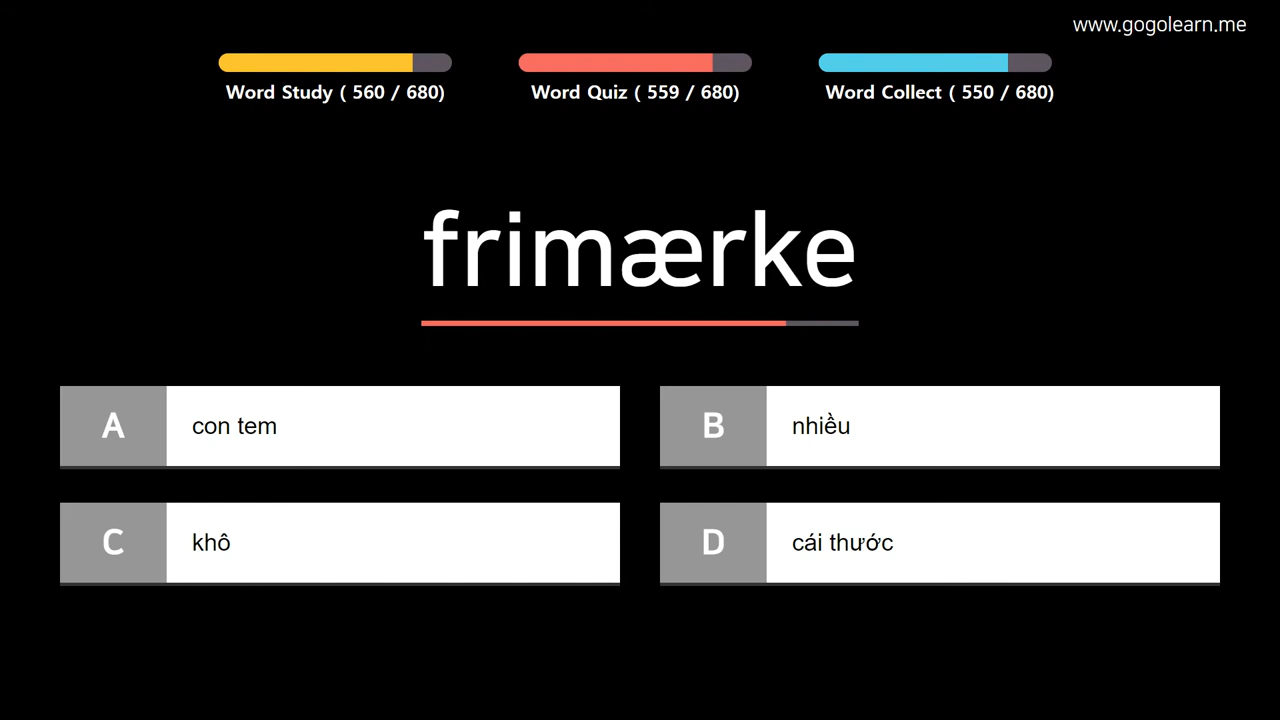 www.gogolearn.me
Word Study ( 560 / 680)
Word Quiz ( 559 / 680)
Word Collect ( 550 / 680)
frimærke
A con tem
B nhiều
C khô
D cái thước